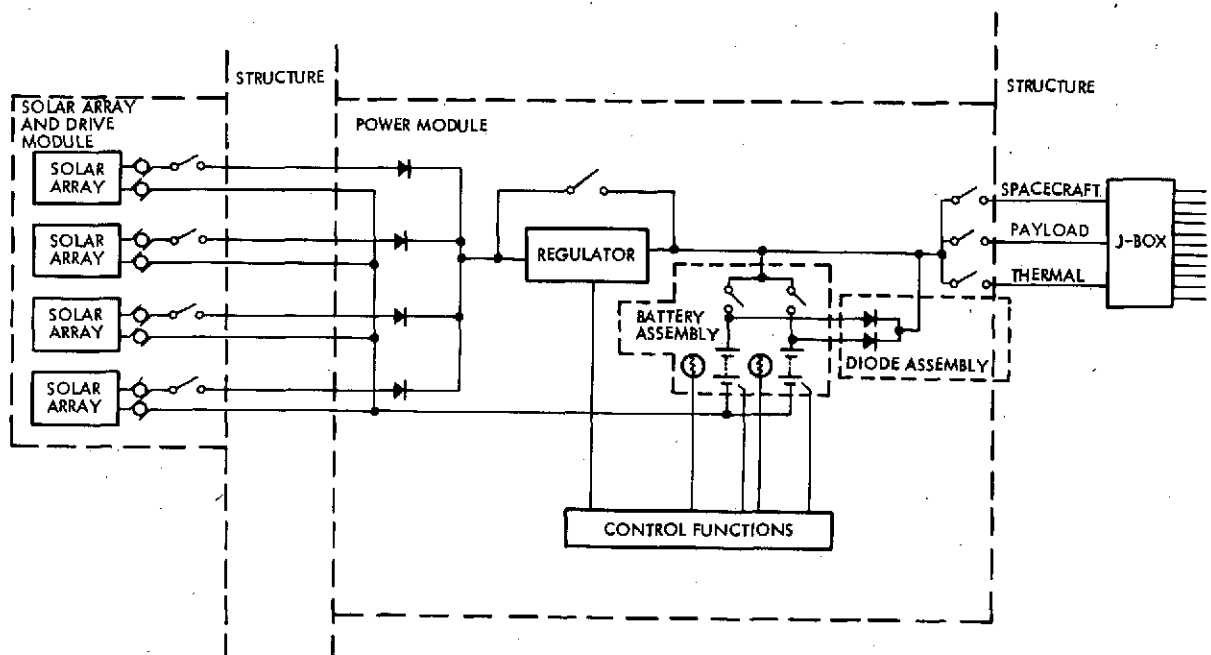 STRUCTURE
STRUCTURE
SOLAR ARRAY
AND DRIVE
MODULE
POWER MODULE
SOLAR
ARRAY
SOLAR
ARRAY
SOLAR
ARRAY
SOLAR
ARRAY
REGULATOR
BATTERY
ASSEMBLY
DIODE ASSEMBLY
CONTROL FUNCTIONS
SPACECRAFT
PAYLOAD
THERMAL
J-BOX